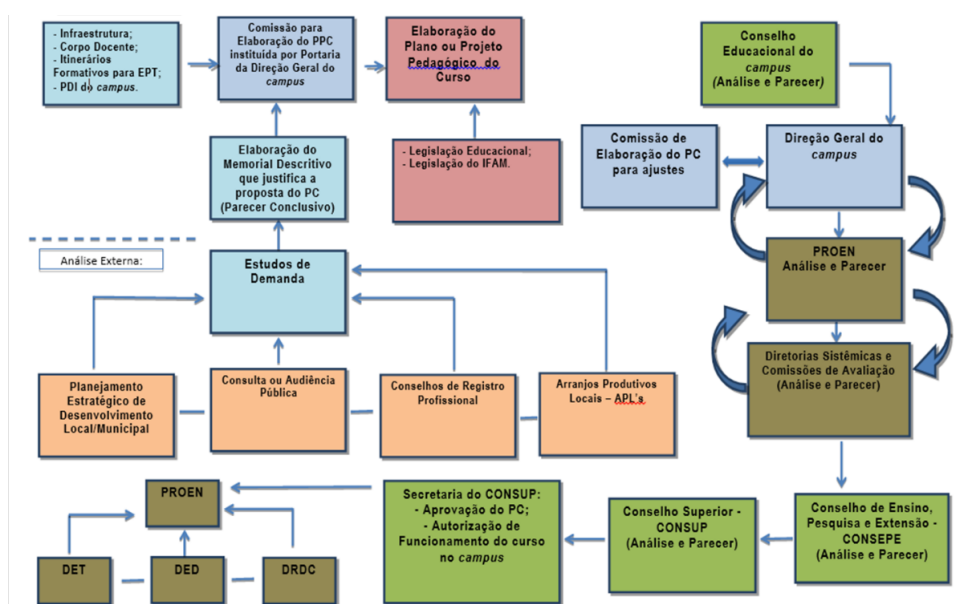 - Infraestrutura;
- Corpo Docente;
- Itinerários
Formativos para EPT;
- PDI do campus.
Comissão para
Elaboração do PPC
instituída por Portaria
da Direção Geral do
campus
Elaboração do
Plano ou Projeto
Pedagógico do
Curso
Conselho
Educacional do
campus
(Análise e Parecer)
Elaboração do
Memorial Descritivo
que justifica a
proposta do PC
(Parecer Conclusivo)
- Legislação Educacional;
- Legislação do IFAM.
Comissão de
Elaboração do PC
para ajustes
Direção Geral do
campus
Análise Externa:
Estudos de
Demanda
PROEN
Análise e Parecer
Diretorias Sistêmicas e
Comissões de Avaliação
(Análise e Parecer)
Planejamento
Estratégico de
Desenvolvimento
Local/Municipal
Consulta ou Audiência
Pública
Conselhos de Registro
Profissional
Arranjos Produtivos
Locais – APL's.
PROEN
DET
DED
DRDC
Secretaria do CONSUP:
- Aprovação do PC;
- Autorização de
Funcionamento do curso
no campus
Conselho Superior -
CONSUP
(Análise e Parecer)
Conselho de Ensino,
Pesquisa e Extensão -
CONSEPE
(Análise e Parecer)